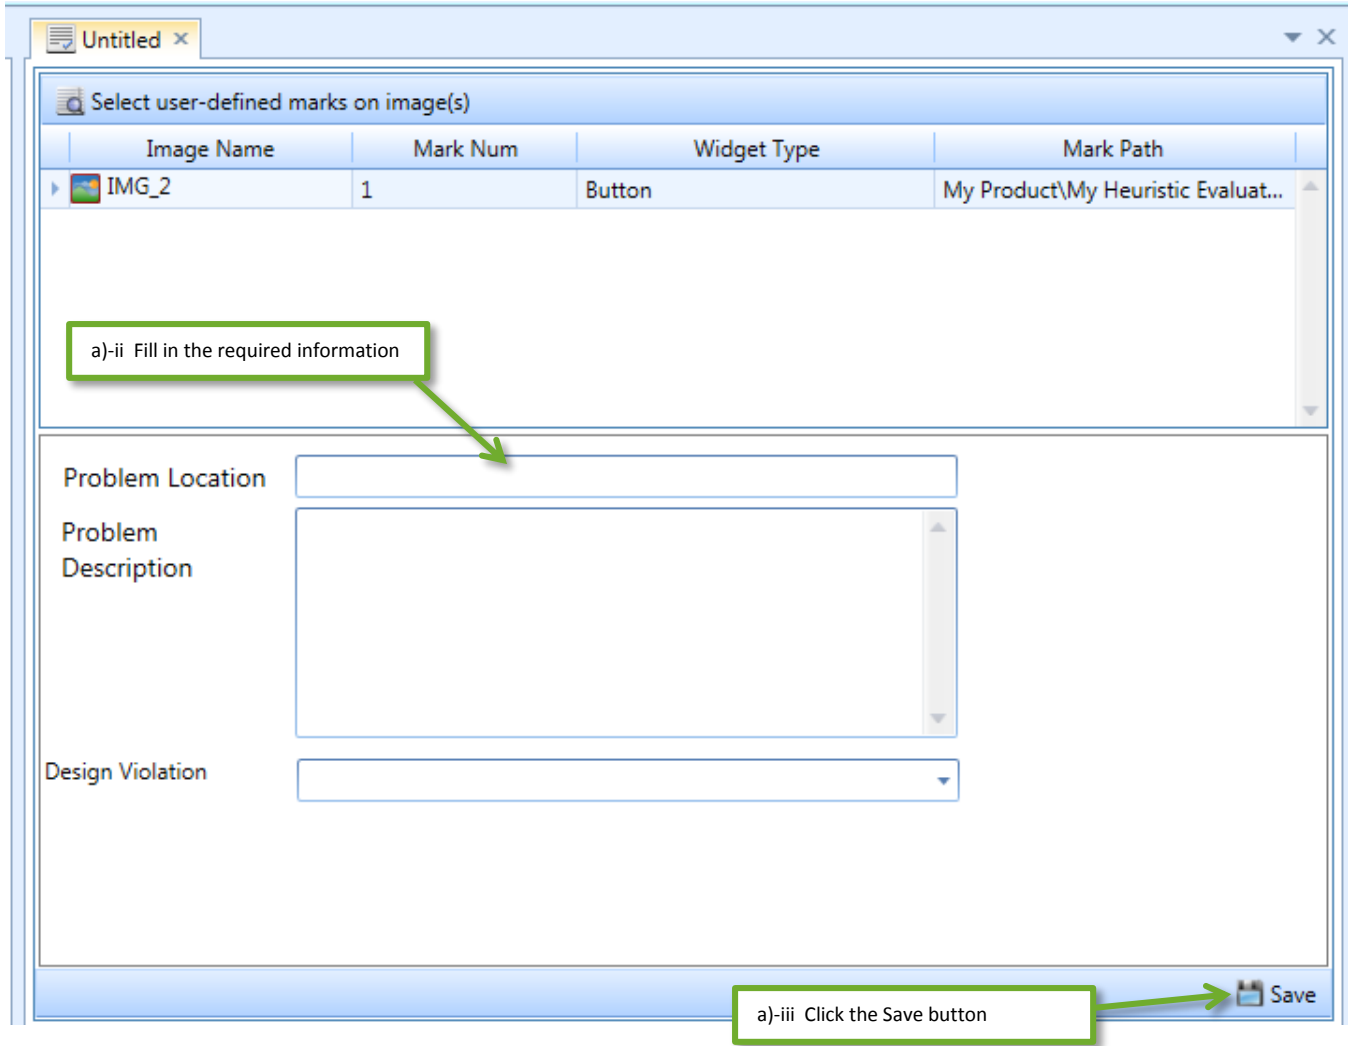 Untitled
Select user-defined marks on image(s)
Image Name Mark Num Widget Type Mark Path
IMG_2 1 Button My Product\My Heuristic Evaluat...
a)-ii Fill in the required information
Problem Location
Problem
Description
Design Violation
Save
a)-iii Click the Save button